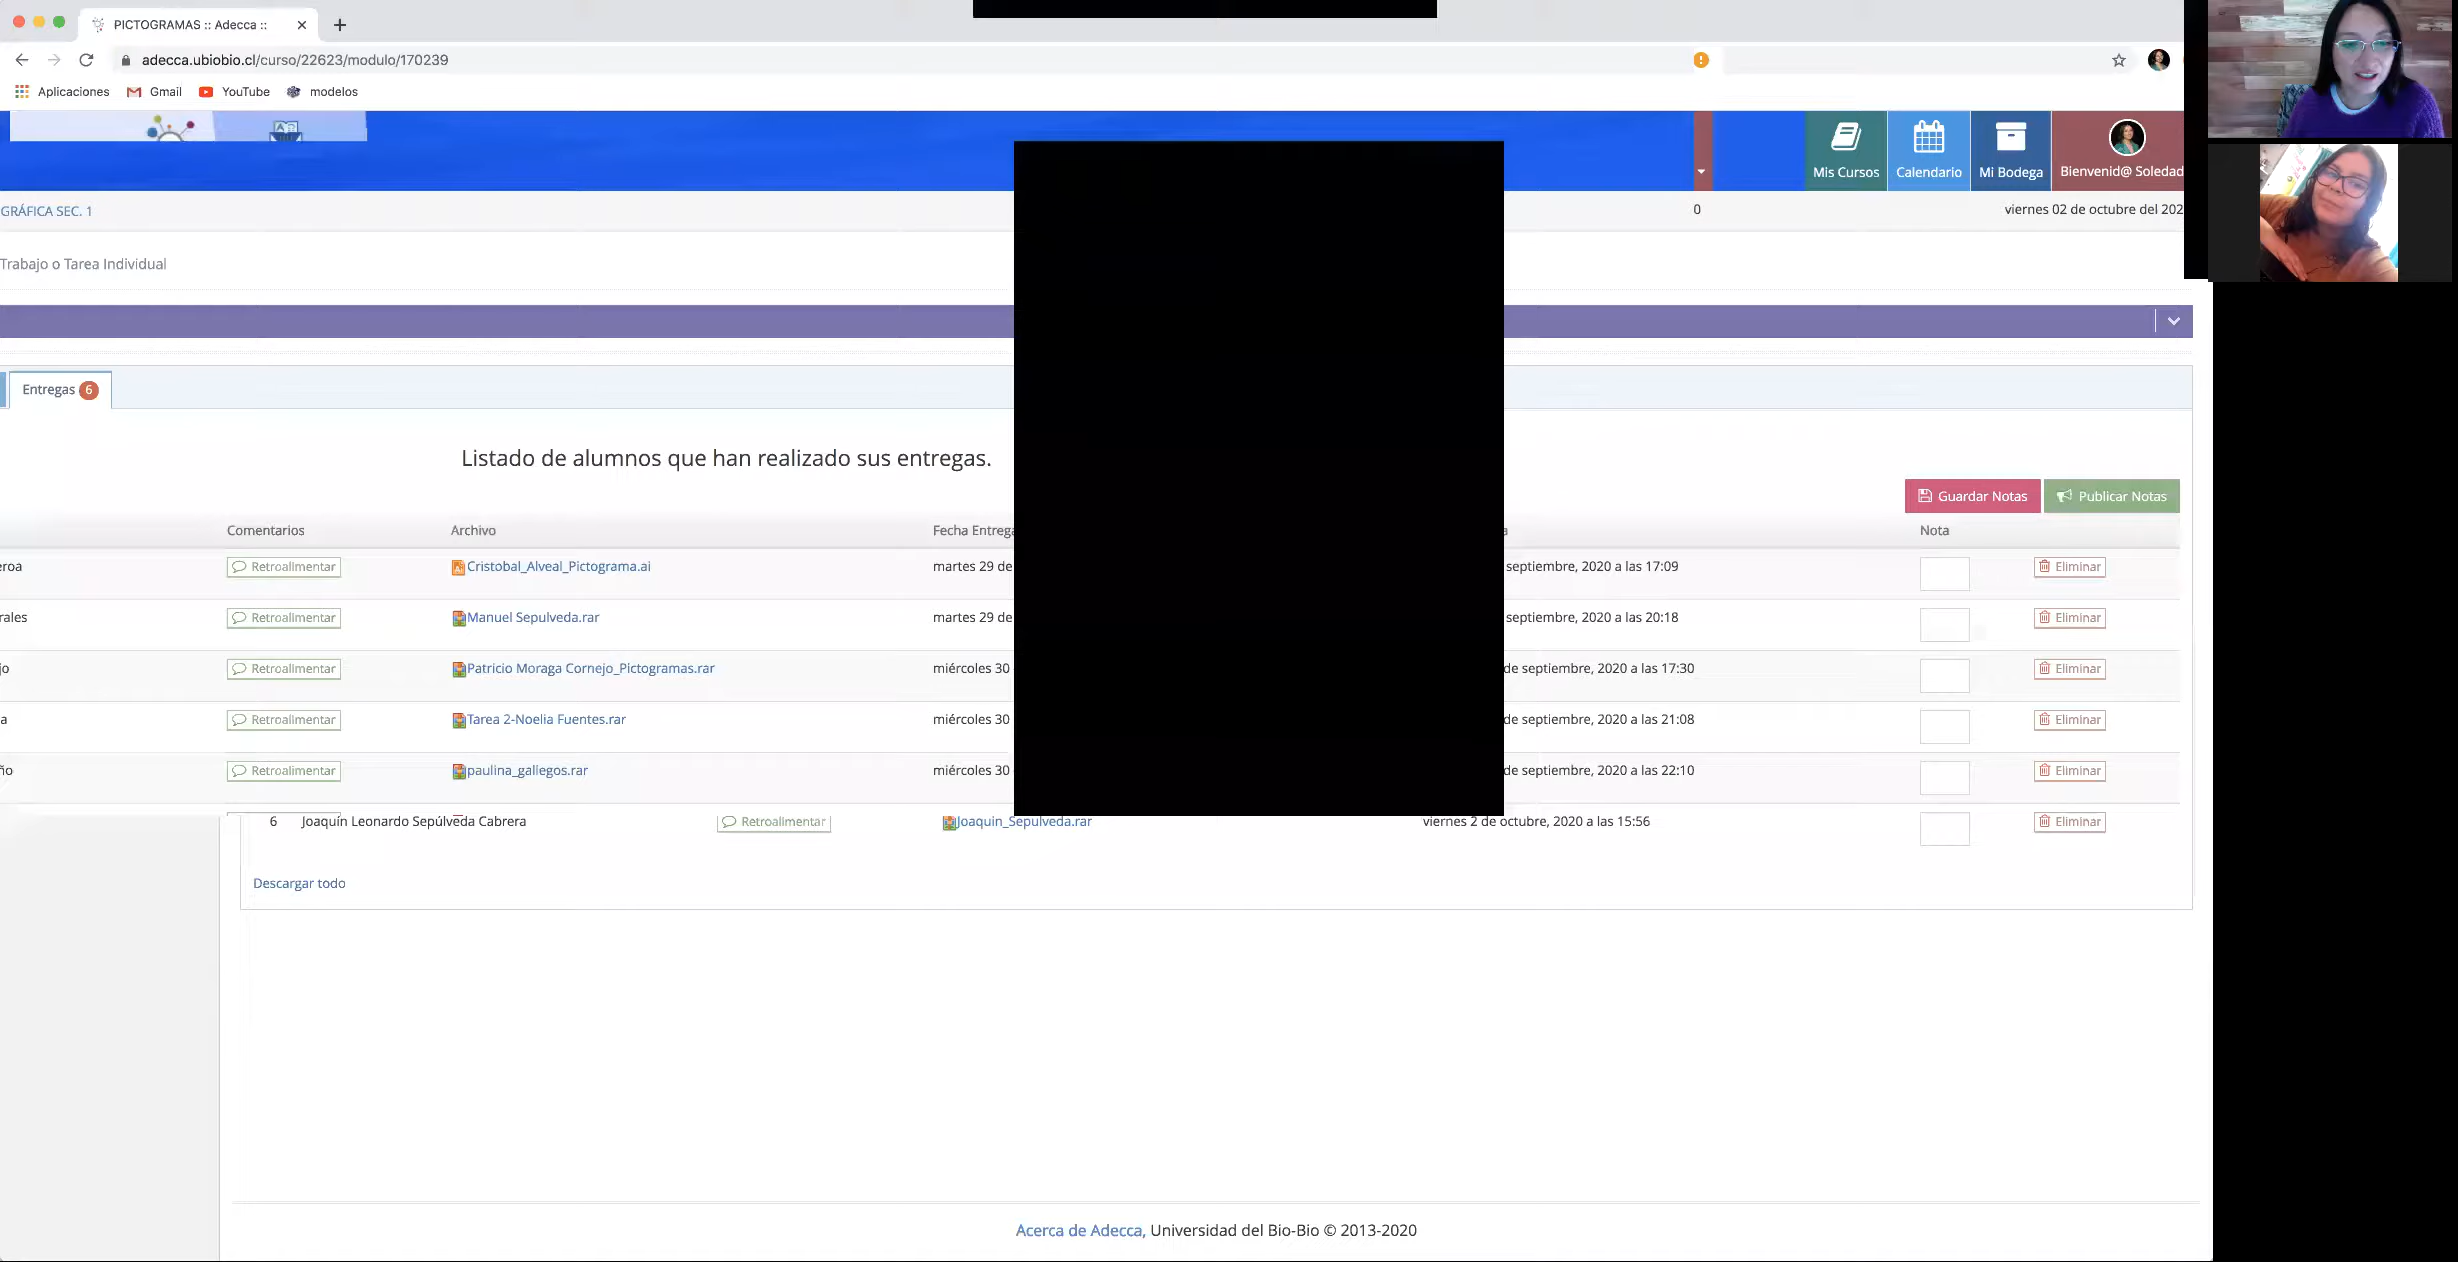 PICTOGRAMAS :: Adecca ::
adecca.ubiobio.cl/curso/22623/modulo/170239
Aplicaciones Gmail YouTube modelos
Mis Cursos Calendario Mi Bodega Bienvenid@ Soledad
GRÁFICA SEC. 1 0 viernes 02 de octubre del 202
Trabajo o Tarea Individual
Entregas 6
Listado de alumnos que han realizado sus entregas.
Guardar Notas Publicar Notas
Comentarios Archivo Fecha Entrega Nota
eroa Retroalimentar Cristobal_Alveal_Pictograma.ai martes 29 de septiembre, 2020 a las 17:09 Eliminar
rales Retroalimentar Manuel Sepulveda.rar martes 29 de septiembre, 2020 a las 20:18 Eliminar
jo Retroalimentar Patricio Moraga Cornejo_Pictogramas.rar miércoles 30 de septiembre, 2020 a las 17:30 Eliminar
a Retroalimentar Tarea 2-Noelia Fuentes.rar miércoles 30 de septiembre, 2020 a las 21:08 Eliminar
ño Retroalimentar paulina_gallegos.rar miércoles 30 de septiembre, 2020 a las 22:10 Eliminar
6 Joaquín Leonardo Sepúlveda Cabrera Retroalimentar Joaquin_Sepulveda.rar viernes 2 de octubre, 2020 a las 15:56 Eliminar
Descargar todo
Acerca de Adecca, Universidad del Bio-Bio © 2013-2020